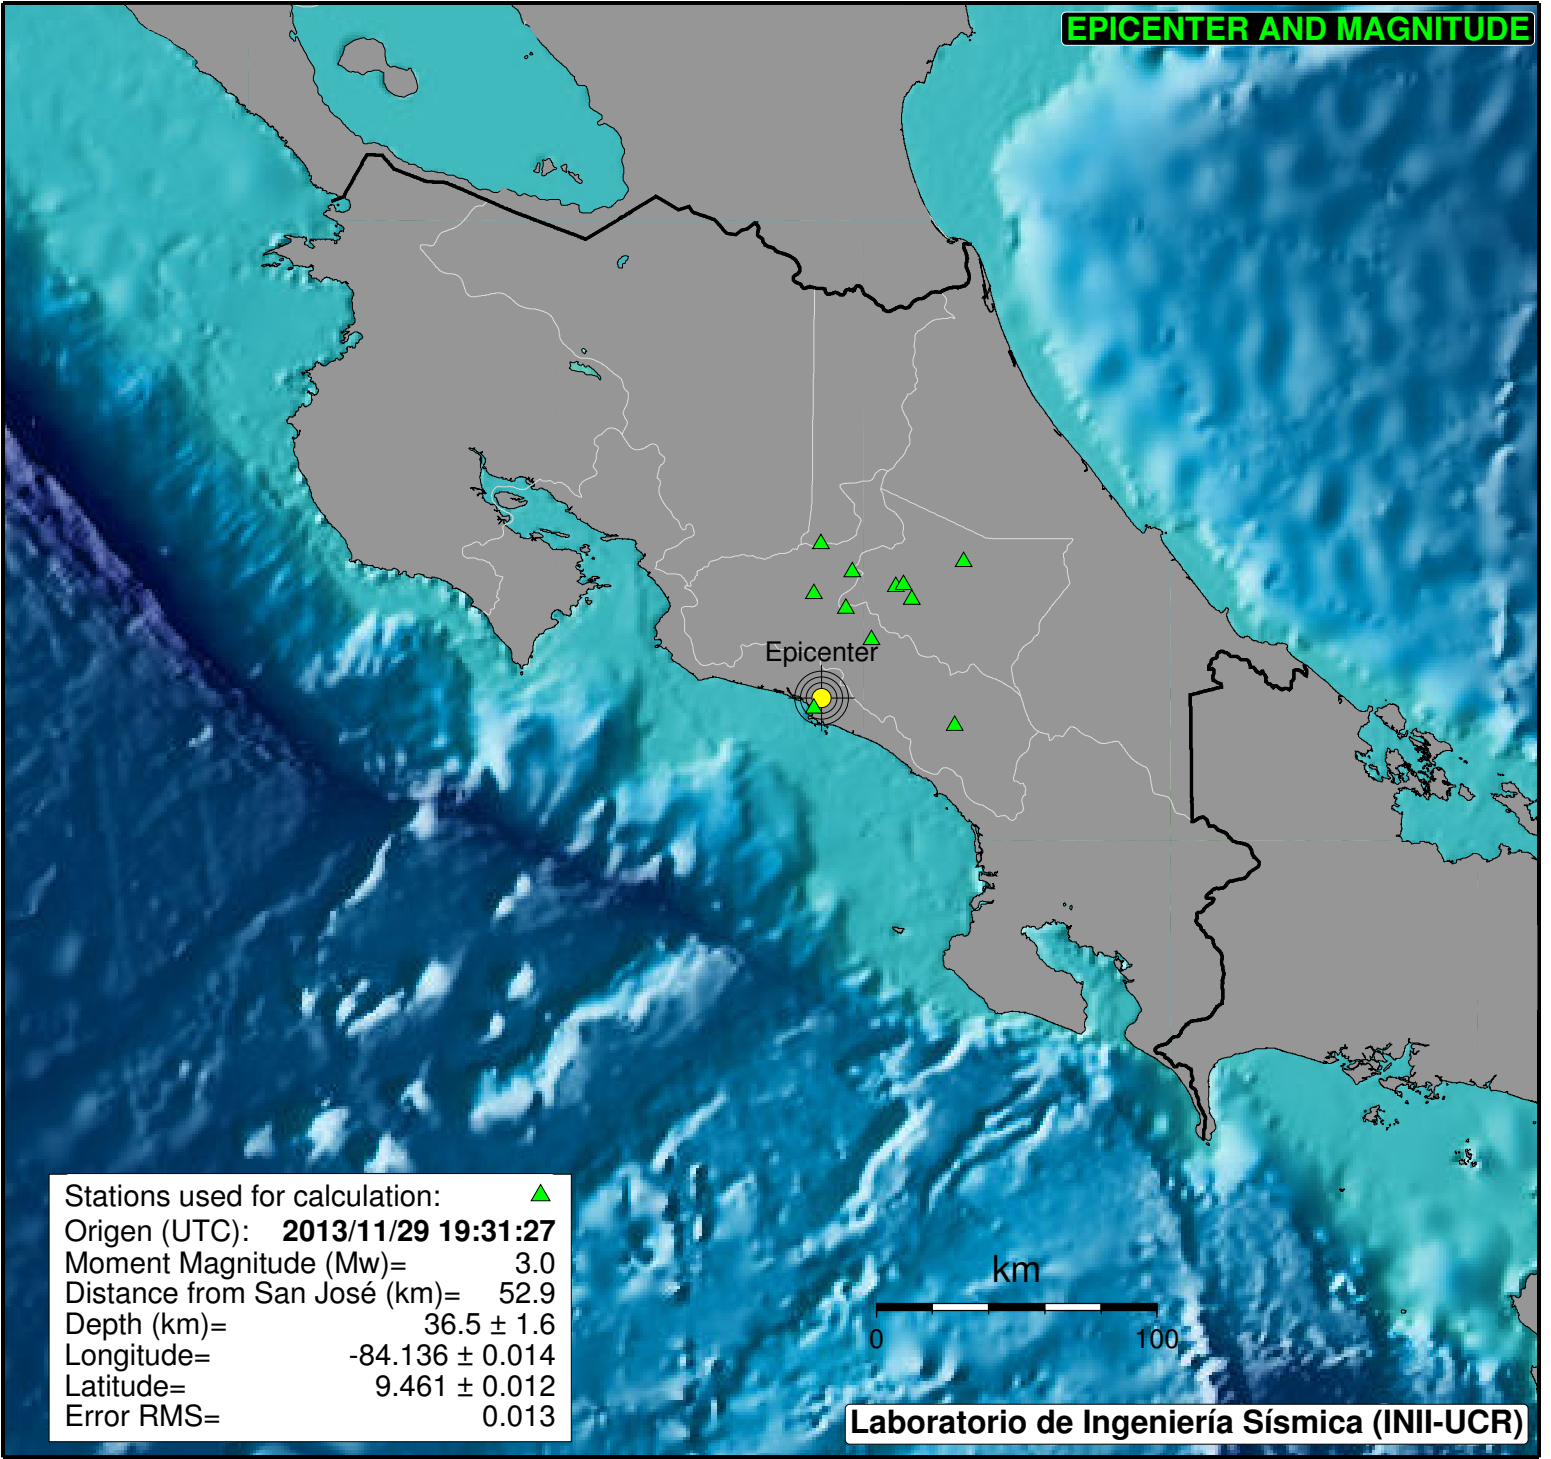 EPICENTER AND MAGNITUDE
Epicenter
Stations used for calculation:
Origen (UTC): 2013/11/29 19:31:27
Moment Magnitude (Mw)= 3.0
Distance from San José (km)= 52.9
Depth (km)= 36.5 ± 1.6
Longitude= -84.136 ± 0.014
Latitude= 9.461 ± 0.012
Error RMS= 0.013
km
0 100
Laboratorio de Ingeniería Sísmica (INII-UCR)